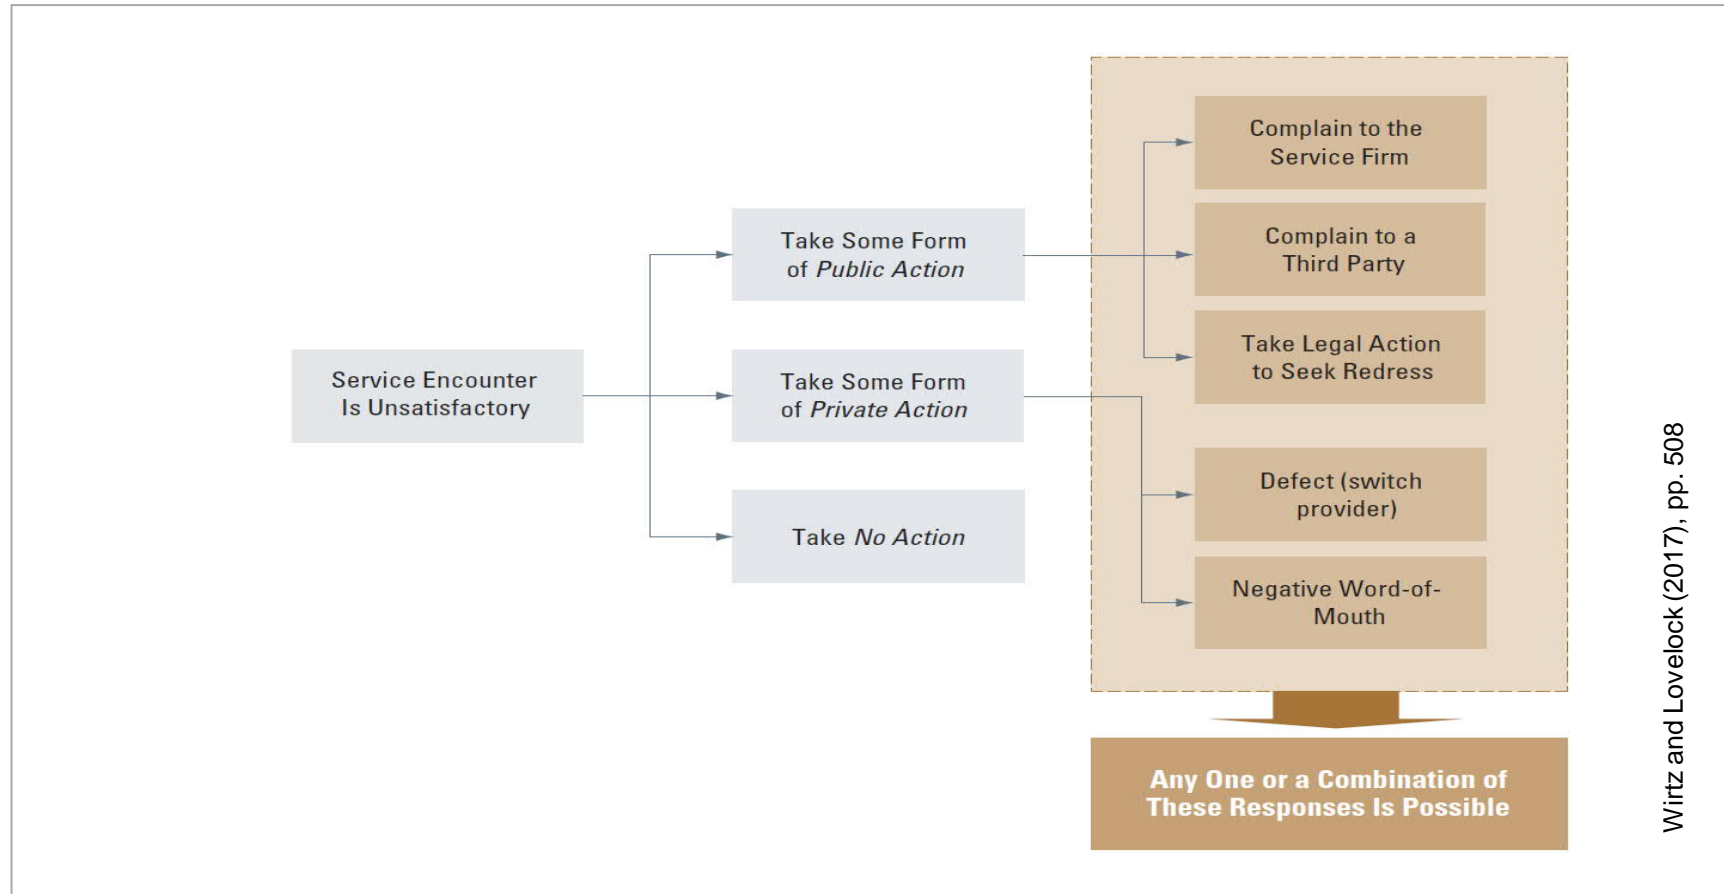 Service Encounter
Is Unsatisfactory
Take Some Form
of Public Action
Take Some Form
of Private Action
Take No Action
Complain to the
Service Firm
Complain to a
Third Party
Take Legal Action
to Seek Redress
Defect (switch
provider)
Negative Word-of-
Mouth
Any One or a Combination of
These Responses Is Possible
Wirtz and Lovelock (2017), pp. 508